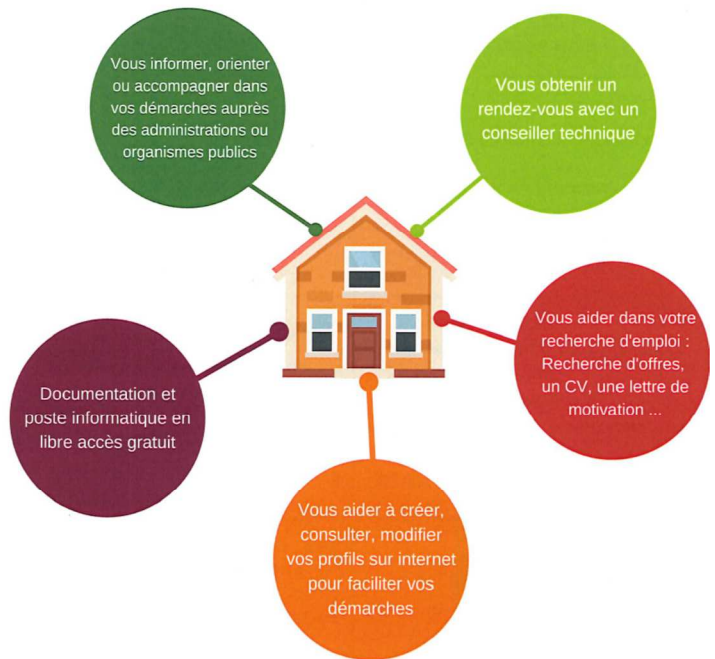 Vous informer, orienter
ou accompagner dans
vos démarches auprès
des administrations ou
organismes publics
Vous obtenir un
rendez-vous avec un
conseiller technique
Vous aider dans votre
recherche d'emploi :
Recherche d'offres,
un CV, une lettre de
motivation ...
Documentation et
poste informatique en
libre accès gratuit
Vous aider à créer,
consulter, modifier
vos profils sur internet
pour faciliter vos
démarches